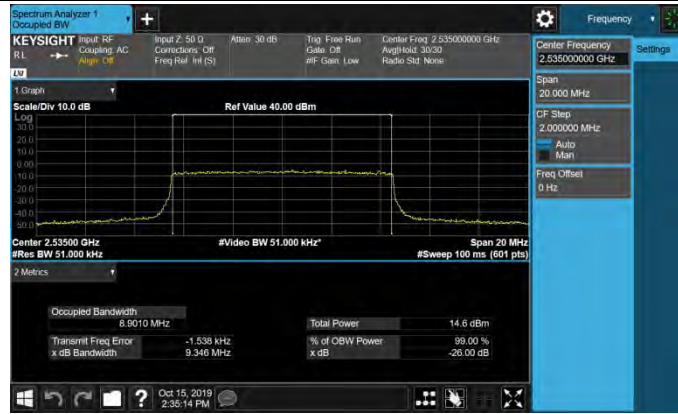 Spectrum Analyzer 1
Occupied BW
+
Frequency
KEYSIGHT
RL
Input: RF
Coupling: AC
Align: Off
Input Z: 50 Ω
Corrections: Off
Freq Ref: Int (S)
Atten: 30 dB
Trig: Free Run
Gate: Off
#IF Gain: Low
Center Freq: 2.535000000 GHz
Avg|Hold: 30/30
Radio Std: None
LXI
Center Frequency
2.535000000 GHz
Settings
Span
20.000 MHz
CF Step
2.000000 MHz
Auto
Man
Freq Offset
0 Hz
1 Graph
Scale/Div 10.0 dB
Ref Value 40.00 dBm
Log
30.0
20.0
10.0
0.00
-10.0
-20.0
-30.0
-40.0
-50.0
Center 2.53500 GHz
#Video BW 51.000 kHz*
Span 20 MHz
#Res BW 51.000 kHz
#Sweep 100 ms (601 pts)
2 Metrics
Occupied Bandwidth
8.9010 MHz
Total Power
14.6 dBm
Transmit Freq Error
-1.538 kHz
% of OBW Power
99.00 %
x dB Bandwidth
9.346 MHz
x dB
-26.00 dB
?
Oct 15, 2019
2:35:14 PM